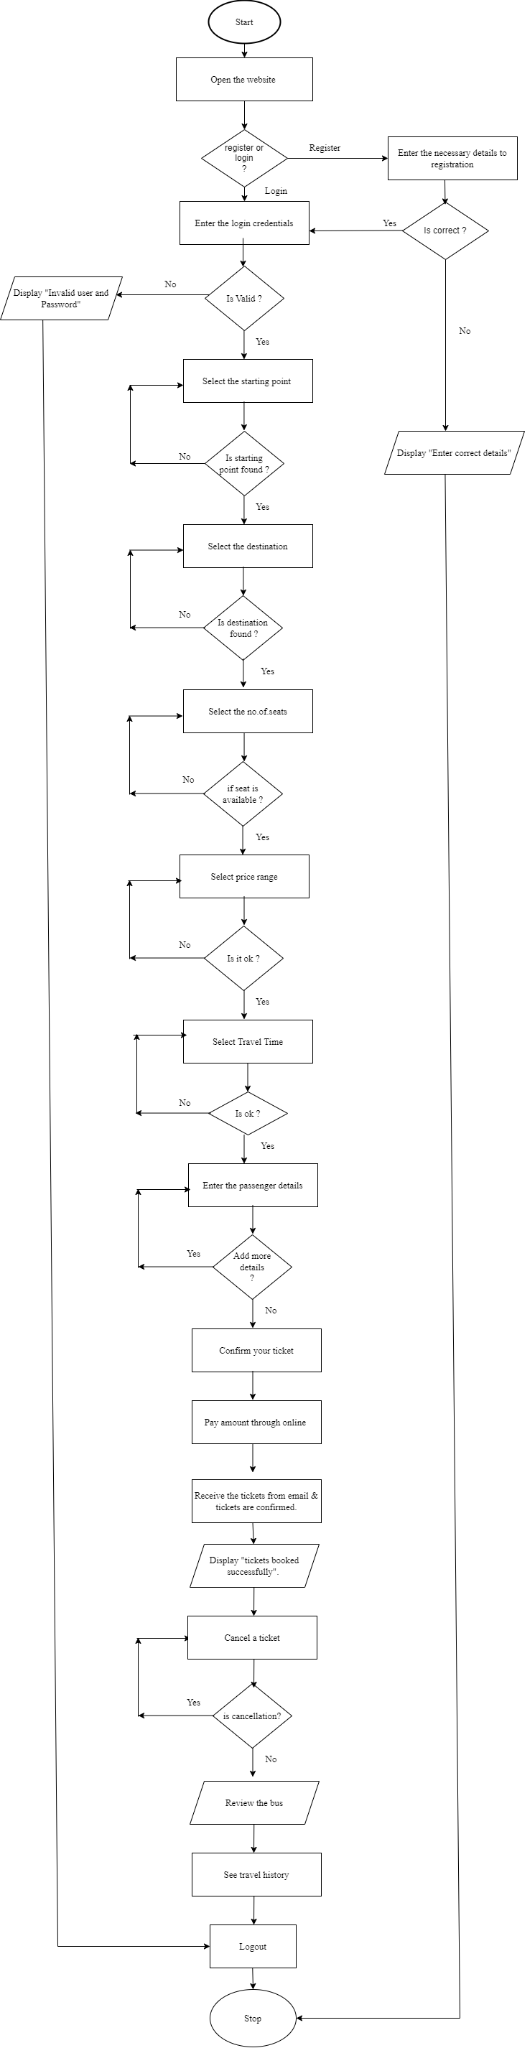 Start
Open the website
register or
login
?
Register
Enter the necessary details to
registration
Login
Enter the login credentials
Yes
Is correct ?
No
Display "Invalid user and
Password"
Is Valid ?
No
Yes
Select the starting point
No
Is starting
point found ?
Display "Enter correct details"
Yes
Select the destination
No
Is destination
found ?
Yes
Select the no.of.seats
No
if seat is
available ?
Yes
Select price range
No
Is it ok ?
Yes
Select Travel Time
No
Is ok ?
Yes
Enter the passenger details
Yes
Add more
details
?
No
Confirm your ticket
Pay amount through online
Receive the tickets from email &
tickets are confirmed.
Display "tickets booked
successfully".
Cancel a ticket
Yes
is cancellation?
No
Review the bus
See travel history
Logout
Stop